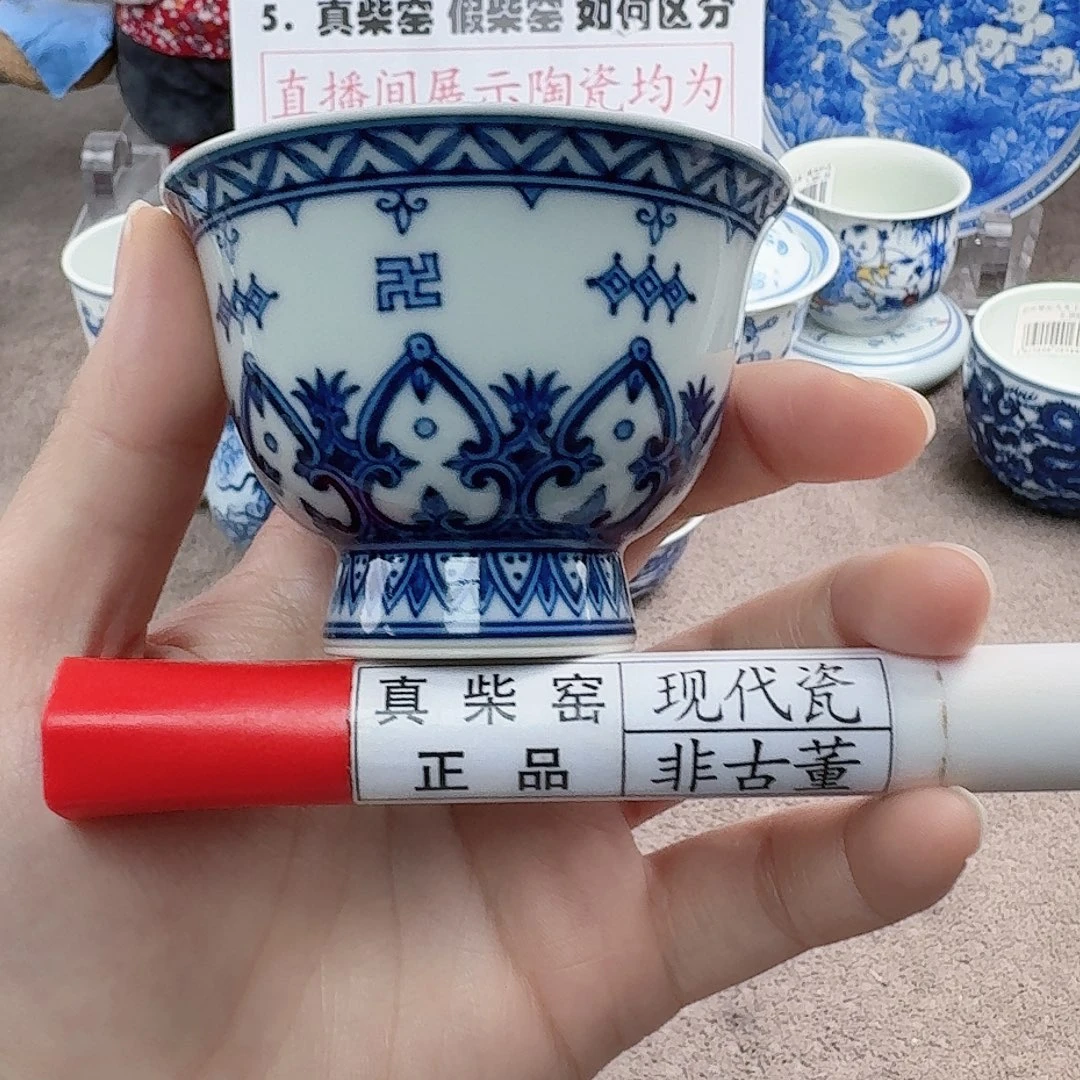 5. 真柴窑 假柴窑 如何区分
直播间展示陶瓷均为
卍
真柴窑 现代瓷
正品 非古董